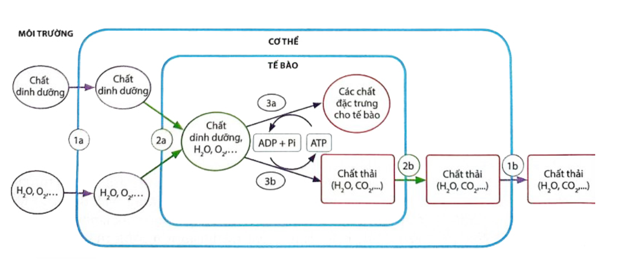 MÔI TRƯỜNG
CƠ THỂ
TẾ BÀO
Chất
dinh dưỡng
Chất
dinh dưỡng
1a
2a
Chất
dinh dưỡng,
H₂O, O₂,...
3a
Các chất
đặc trưng
cho tế bào
ADP + Pi
ATP
3b
H₂O, O₂,...
H₂O, O₂,...
Chất thải
(H₂O, CO₂,...)
2b
Chất thải
(H₂O, CO₂,...)
1b
Chất thải
(H₂O, CO₂,...)